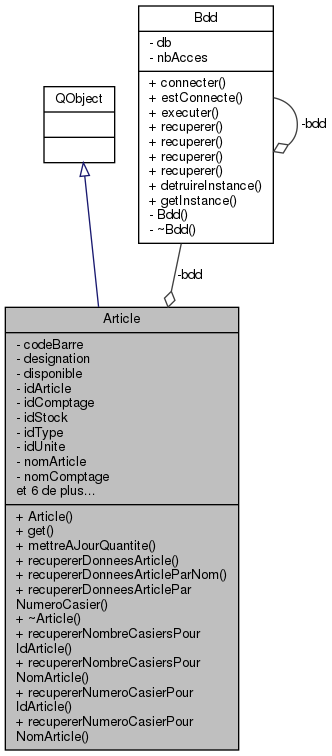 Bdd
- db
- nbAcces
+ connecter()
+ estConnecte()
+ executer()
+ recuperer()
+ recuperer()
+ recuperer()
+ recuperer()
+ detruireInstance()
+ getInstance()
- Bdd()
- ~Bdd()
-bdd
QObject
-bdd
Article
- codeBarre
- designation
- disponible
- idArticle
- idComptage
- idStock
- idType
- idUnite
- nomArticle
- nomComptage
et 6 de plus...
+ Article()
+ get()
+ mettreAJourQuantite()
+ recupererDonneesArticle()
+ recupererDonneesArticleParNom()
+ recupererDonneesArticlePar
NumeroCasier()
+ ~Article()
+ recupererNombreCasiersPour
IdArticle()
+ recupererNombreCasiersPour
NomArticle()
+ recupererNumeroCasierPour
IdArticle()
+ recupererNumeroCasierPour
NomArticle()